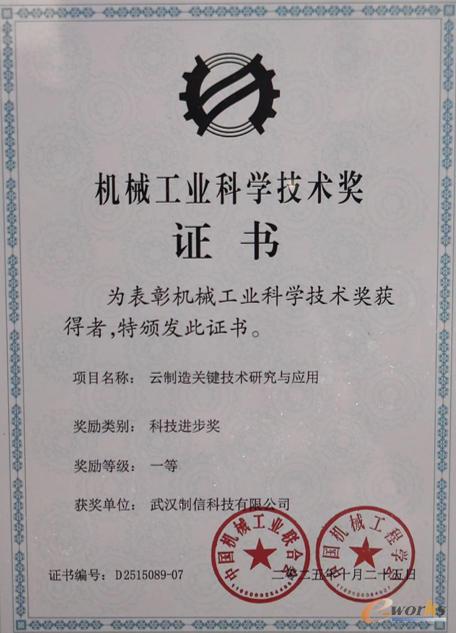 机械工业科学技术奖
证书
为表彰机械工业科学技术奖获
得者,特颁发此证书。
项目名称: 云制造关键技术研究与应用
奖励类别: 科技进步奖
奖励等级: 一等
获奖单位: 武汉制信科技有限公司
中国机械工业联合会
中国机械工程学会
证书编号: D2515089-07
二零二五年十月二十五日
e works